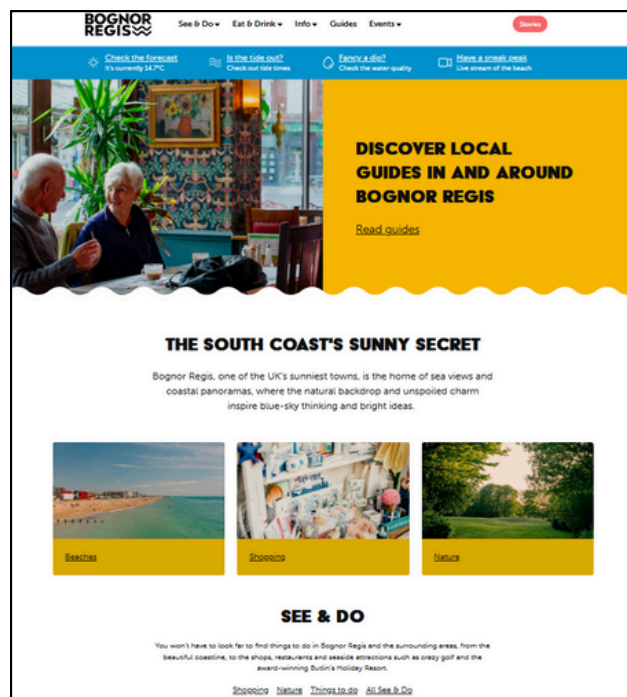 BOGNOR
REGIS
See & Do Eat & Drink Info Guides Events Stories
Check the forecast
It's currently 14.7°C
Is the tide out?
Check out tide times
Fancy a dip?
Check the water quality
Have a sneak peak
Live stream of the beach
DISCOVER LOCAL
GUIDES IN AND AROUND
BOGNOR REGIS
Read guides
THE SOUTH COAST'S SUNNY SECRET
Bognor Regis, one of the UK's sunniest towns, is the home of sea views and
coastal panoramas, where the natural backdrop and unspoiled charm
inspire blue-sky thinking and bright ideas.
Beaches
Shopping
Nature
SEE & DO
You won't have to look far to find things to do in Bognor Regis and the surrounding areas, from the
beautiful coastline, to the shops, restaurants and seaside attractions such as crazy golf and the
award-winning Butlin's Holiday Resort.
Shopping Nature Things to do All See & Do